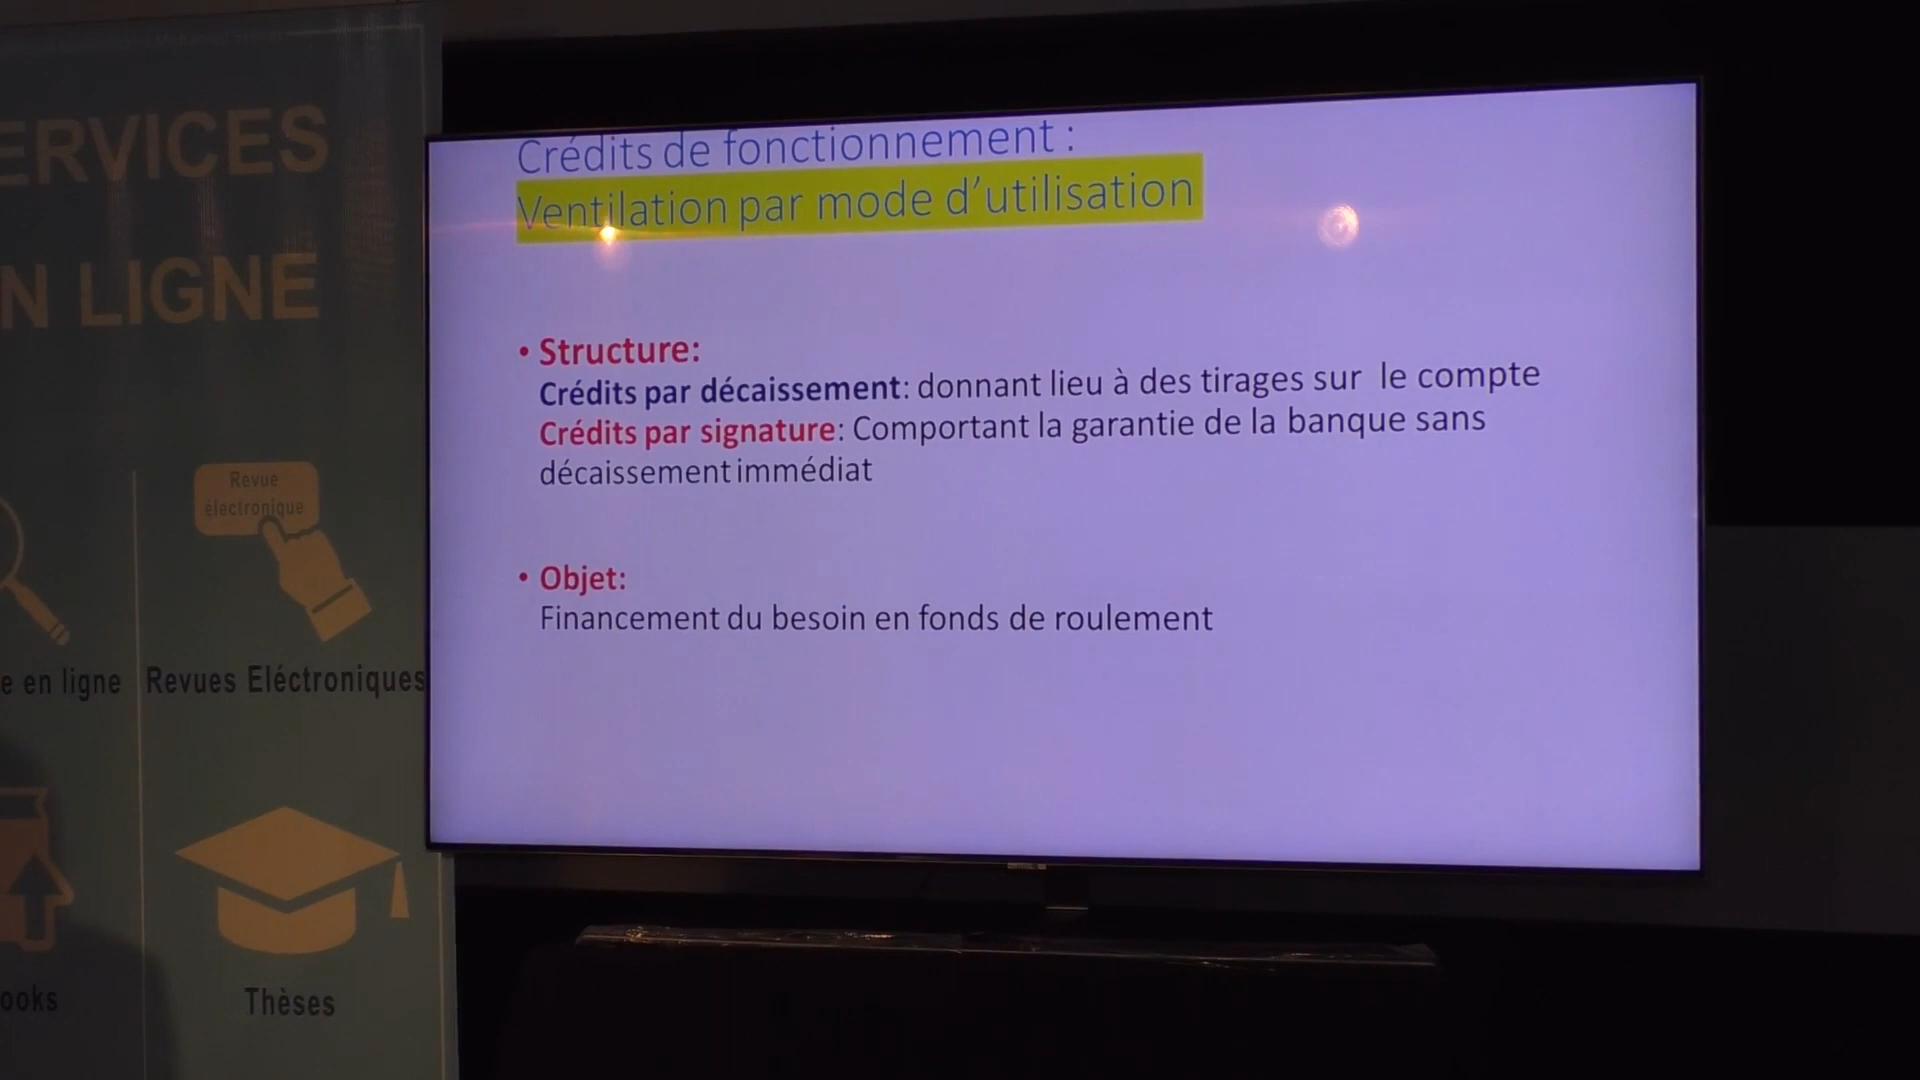 ERVICES
N LIGNE
Revue
électronique
e en ligne
Revues Eléctroniques
ooks
Thèses
Crédits de fonctionnement :
Ventilation par mode d’utilisation
• Structure:
Crédits par décaissement: donnant lieu à des tirages sur le compte
Crédits par signature: Comportant la garantie de la banque sans
décaissement immédiat
• Objet:
Financement du besoin en fonds de roulement